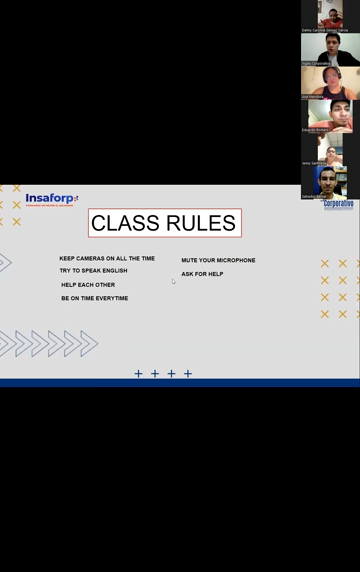 Insaforp
Corporativo
CLASS RULES
KEEP CAMERAS ON ALL THE TIME
TRY TO SPEAK ENGLISH
HELP EACH OTHER
BE ON TIME EVERYTIME
MUTE YOUR MICROPHONE
ASK FOR HELP